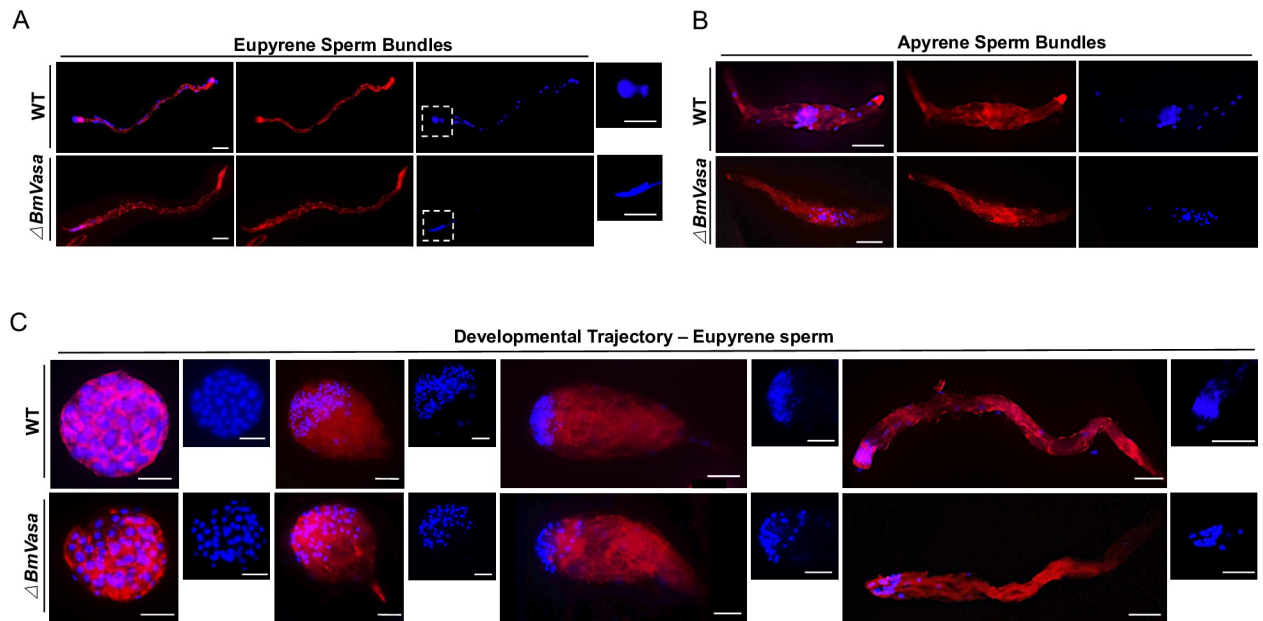 A
Eupyrene Sperm Bundles
WT
△BmVasa
B
Apyrene Sperm Bundles
WT
△BmVasa
C
Developmental Trajectory – Eupyrene sperm
WT
△BmVasa